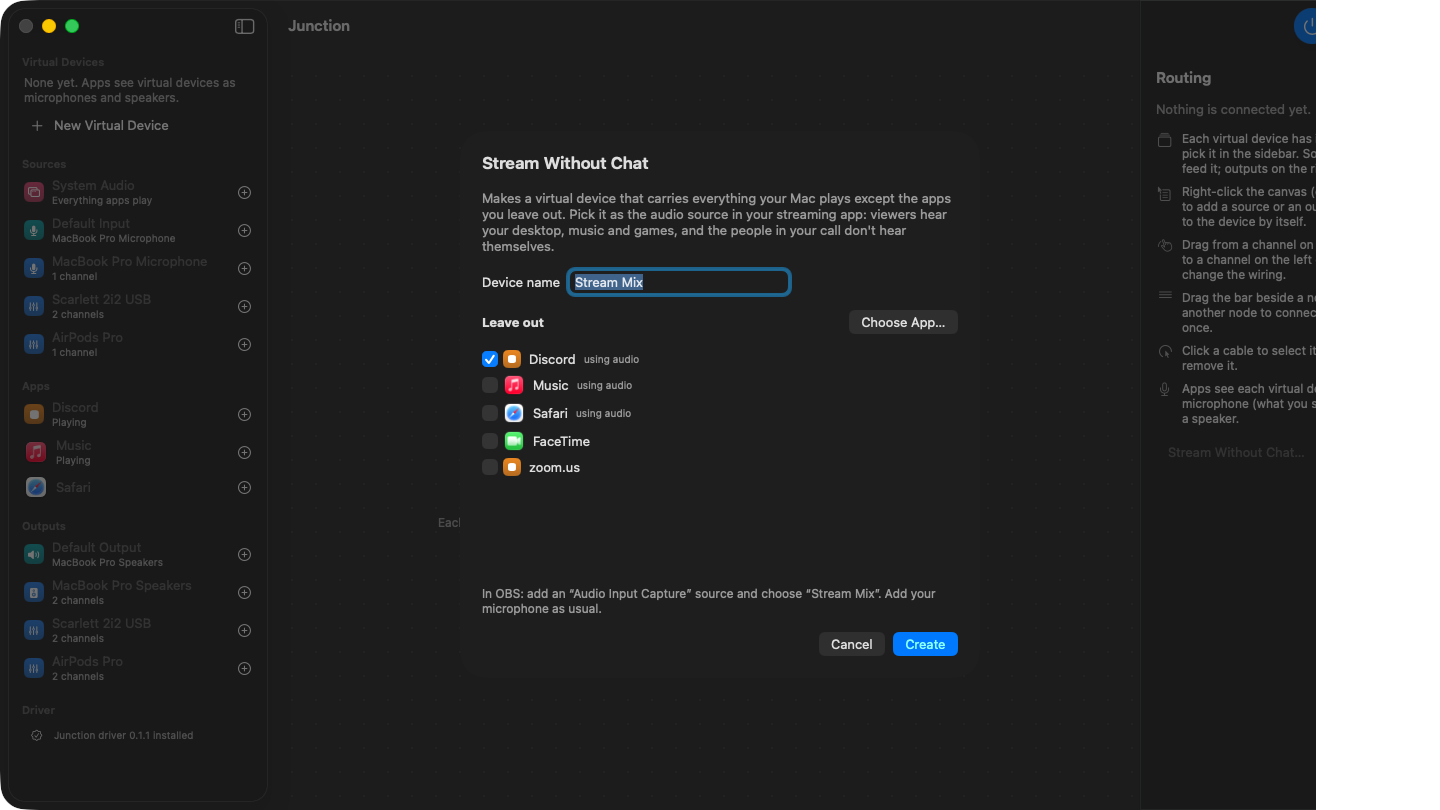 Junction
Virtual Devices
None yet. Apps see virtual devices as
microphones and speakers.
New Virtual Device
Sources
System Audio
Everything apps play
Default Input
MacBook Pro Microphone
MacBook Pro Microphone
1 channel
Scarlett 2i2 USB
2 channels
AirPods Pro
1 channel
Apps
Discord
Playing
Music
Playing
Safari
Outputs
Default Output
MacBook Pro Speakers
MacBook Pro Speakers
2 channels
Scarlett 2i2 USB
2 channels
AirPods Pro
2 channels
Driver
Junction driver 0.1.1 installed
Eacl
Stream Without Chat
Makes a virtual device that carries everything your Mac plays except the apps
you leave out. Pick it as the audio source in your streaming app: viewers hear
your desktop, music and games, and the people in your call don't hear
themselves.
Device name Stream Mix
Leave out
Choose App...
Discord using audio
Music using audio
Safari using audio
FaceTime
zoom.us
In OBS: add an “Audio Input Capture” source and choose “Stream Mix”. Add your
microphone as usual.
Cancel Create
Routing
Nothing is connected yet.
Each virtual device has
pick it in the sidebar. So
feed it; outputs on the r
Right-click the canvas (
to add a source or an ou
to the device by itself.
Drag from a channel on
to a channel on the left
change the wiring.
Drag the bar beside a no
another node to connec
once.
Click a cable to select it
remove it.
Apps see each virtual de
microphone (what you s
a speaker.
Stream Without Chat...